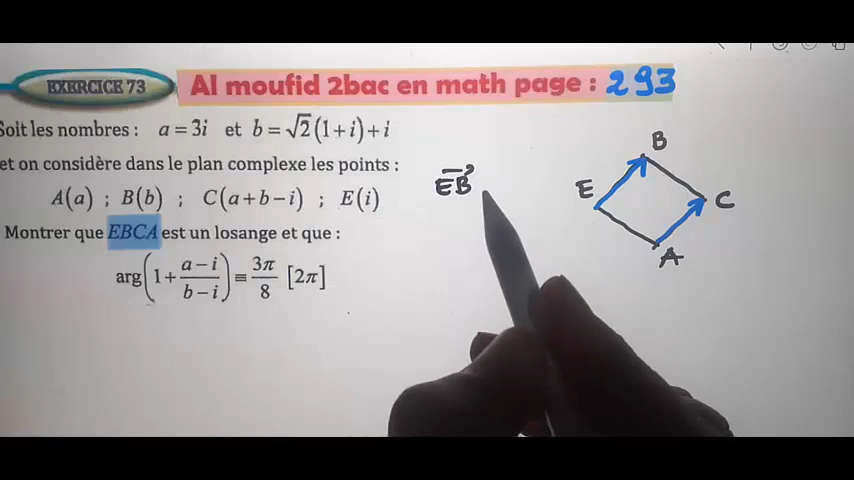 EXERCICE 73
Al moufid 2bac en math page : 293
Soit les nombres : a = 3i et b = √2(1+i)+i
et on considère dans le plan complexe les points :
A(a) ; B(b) ; C(a+b−i) ; E(i)
Montrer que EBCA est un losange et que :
arg(1+(a−i)/(b−i)) ≡ 3π/8 [2π]
EB
B
E
C
A